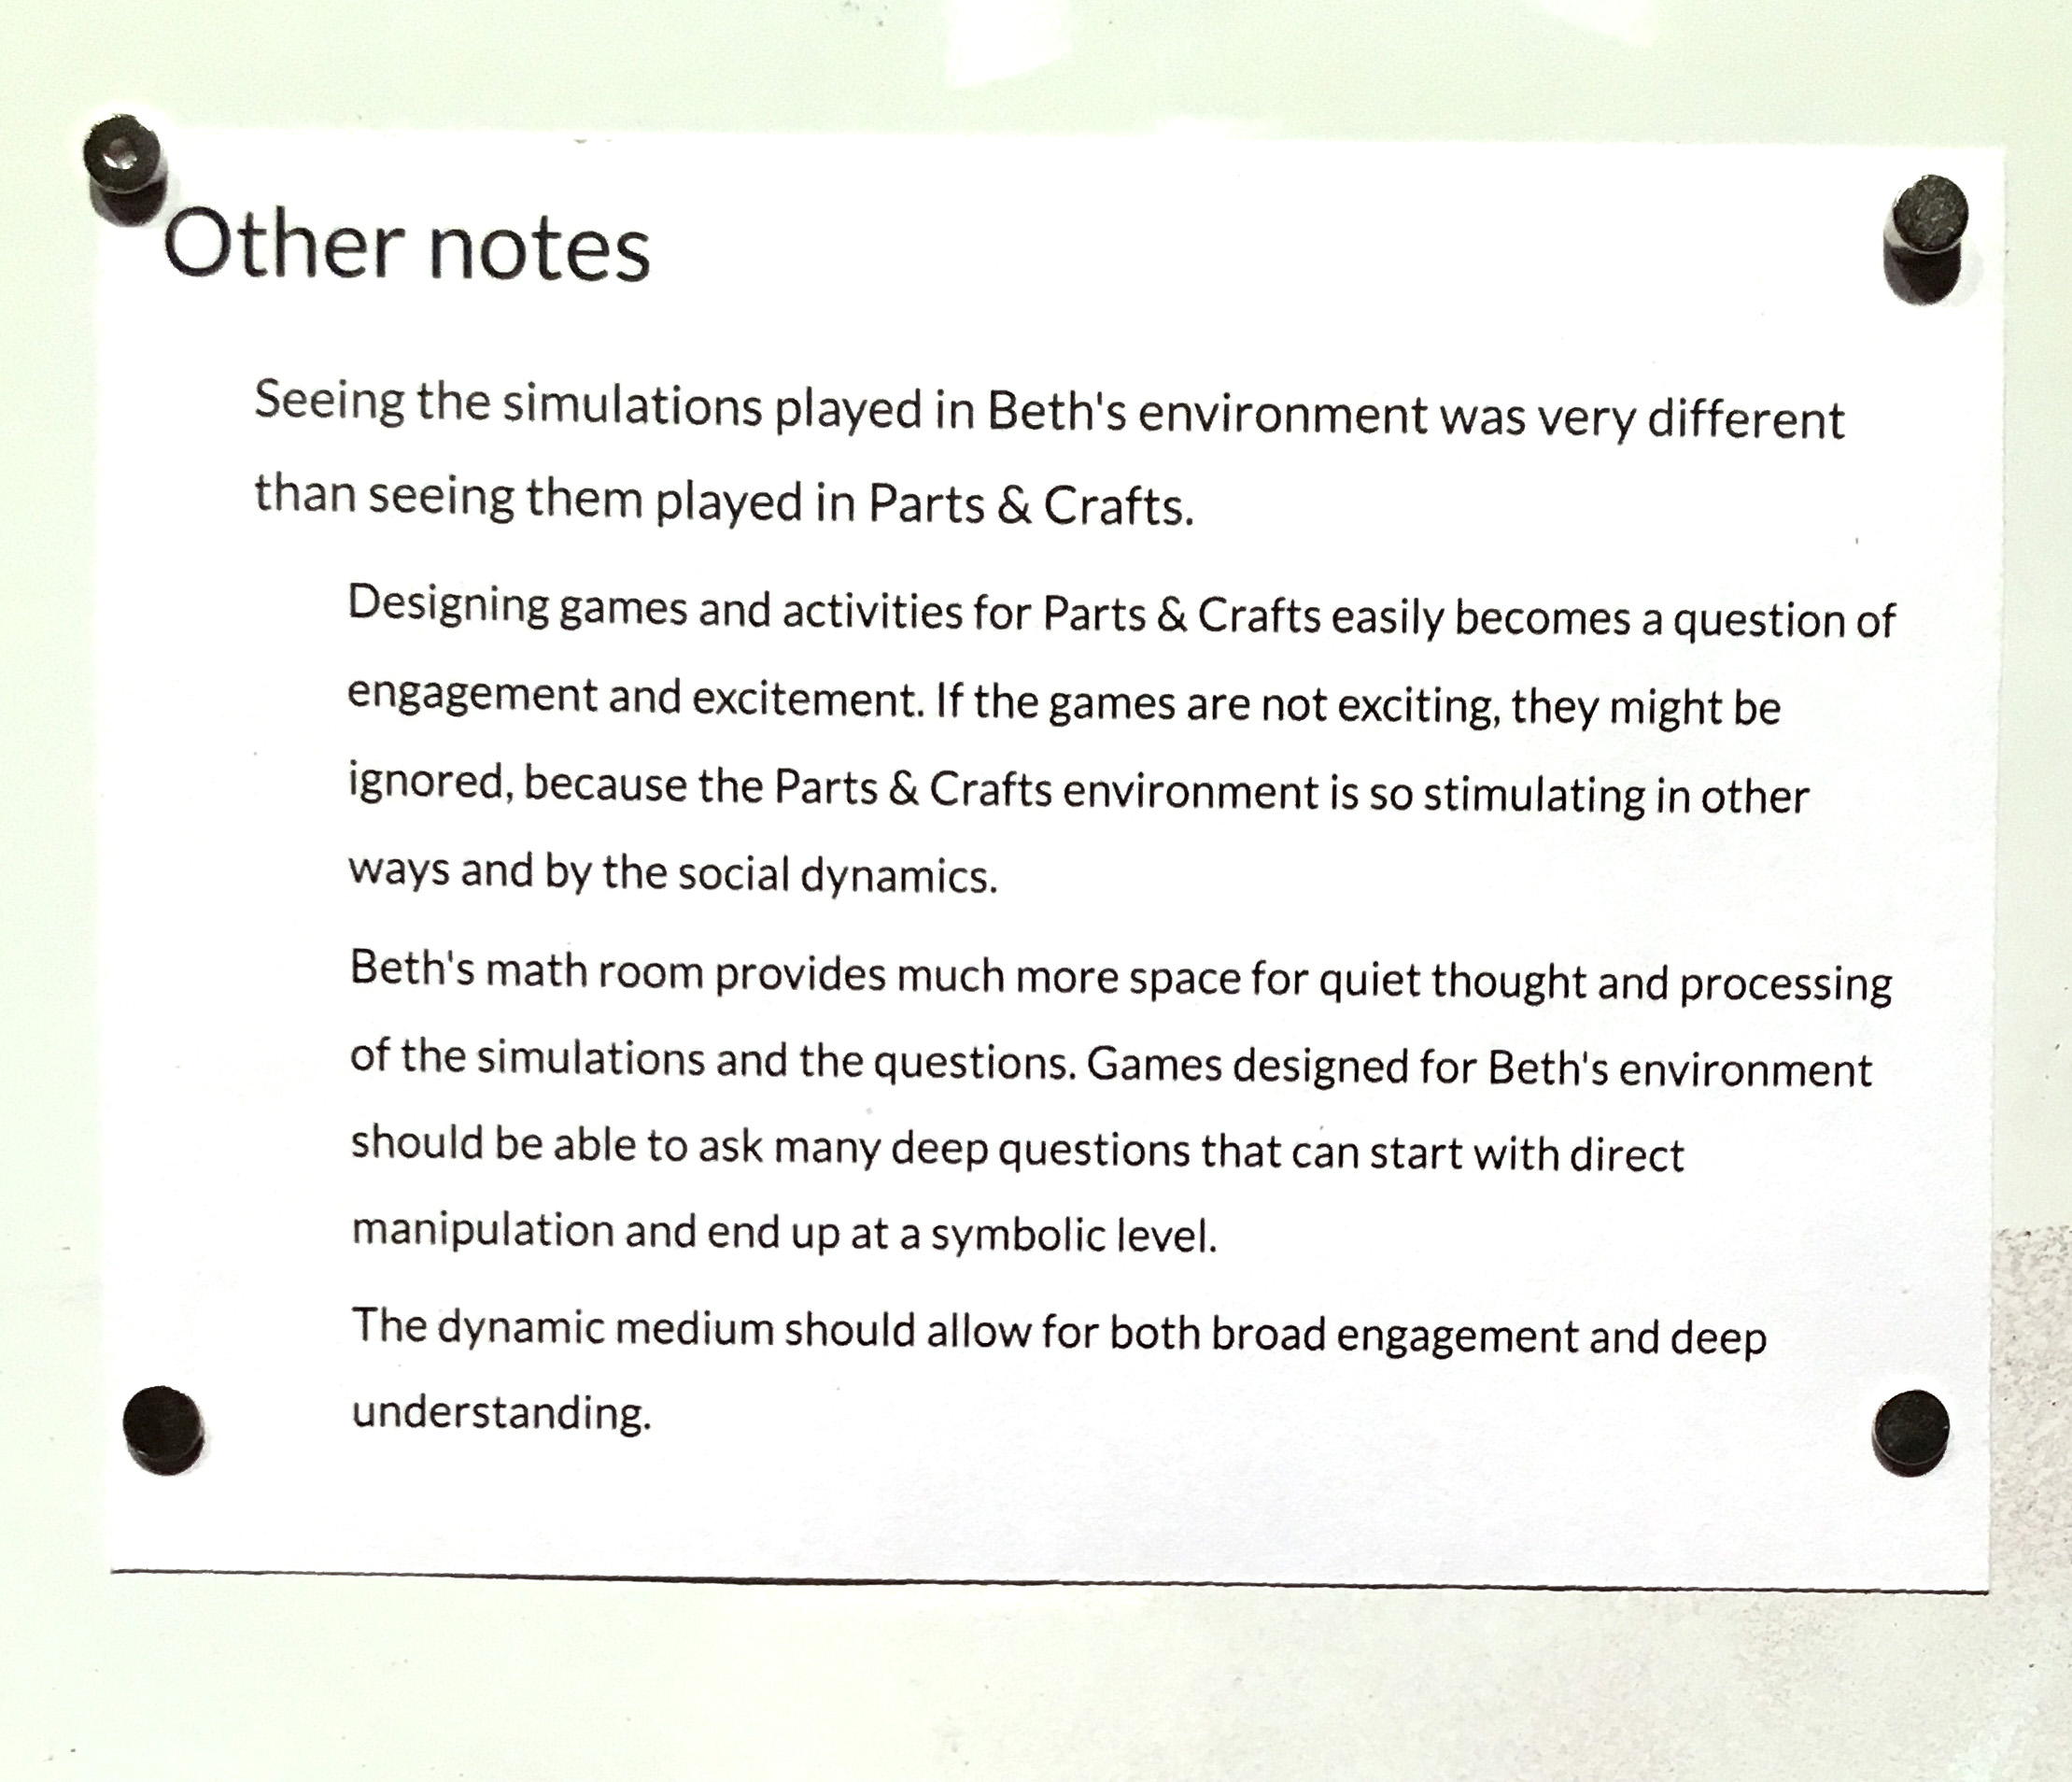 Other notes
Seeing the simulations played in Beth's environment was very different
than seeing them played in Parts & Crafts.
Designing games and activities for Parts & Crafts easily becomes a question of
engagement and excitement. If the games are not exciting, they might be
ignored, because the Parts & Crafts environment is so stimulating in other
ways and by the social dynamics.
Beth's math room provides much more space for quiet thought and processing
of the simulations and the questions. Games designed for Beth's environment
should be able to ask many deep questions that can start with direct
manipulation and end up at a symbolic level.
The dynamic medium should allow for both broad engagement and deep
understanding.